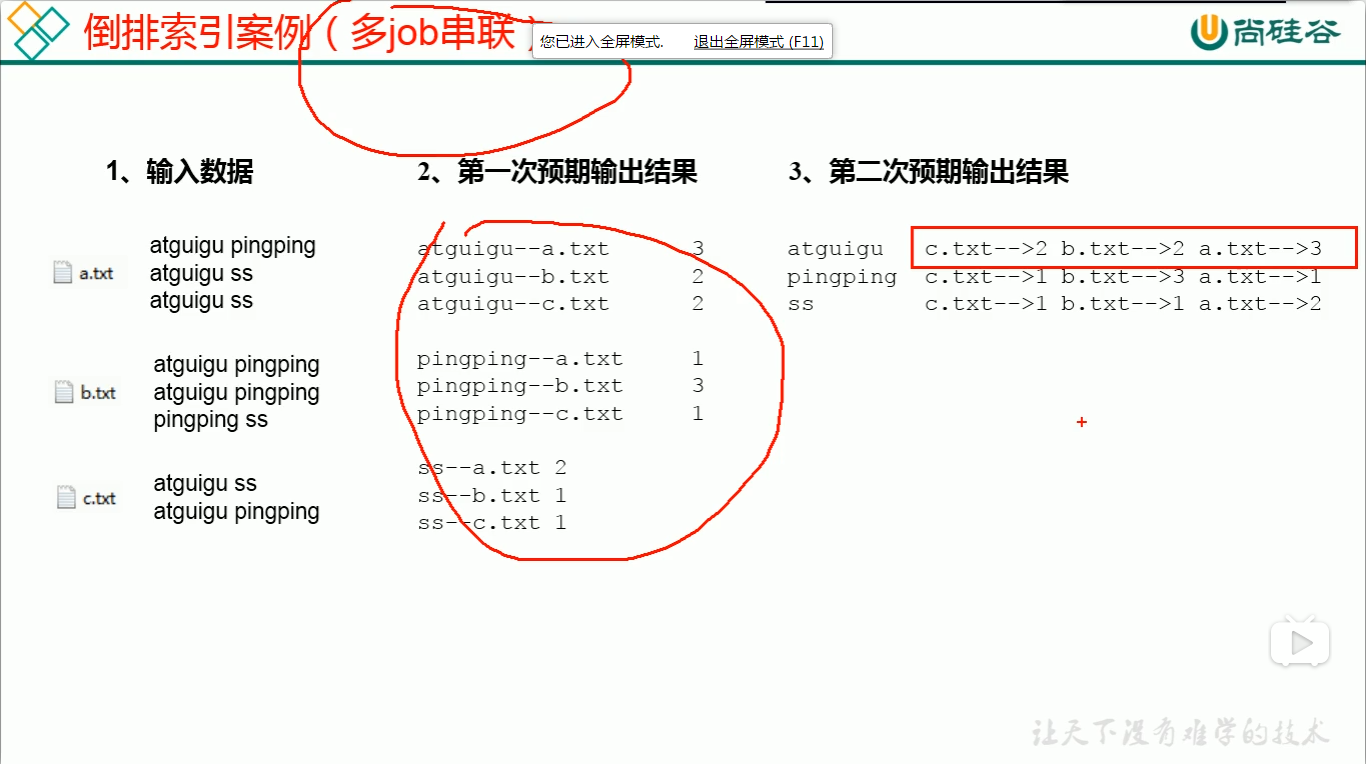 倒排索引案例（多job串联）
您已进入全屏模式. 退出全屏模式 (F11)
尚硅谷
1、输入数据
a.txt
atguigu pingping
atguigu ss
atguigu ss
b.txt
atguigu pingping
atguigu pingping
pingping ss
c.txt
atguigu ss
atguigu pingping
2、第一次预期输出结果
atguigu--a.txt 3
atguigu--b.txt 2
atguigu--c.txt 2
pingping--a.txt 1
pingping--b.txt 3
pingping--c.txt 1
ss--a.txt 2
ss--b.txt 1
ss--c.txt 1
3、第二次预期输出结果
atguigu c.txt-->2 b.txt-->2 a.txt-->3
pingping c.txt-->1 b.txt-->3 a.txt-->1
ss c.txt-->1 b.txt-->1 a.txt-->2
让天下没有难学的技术